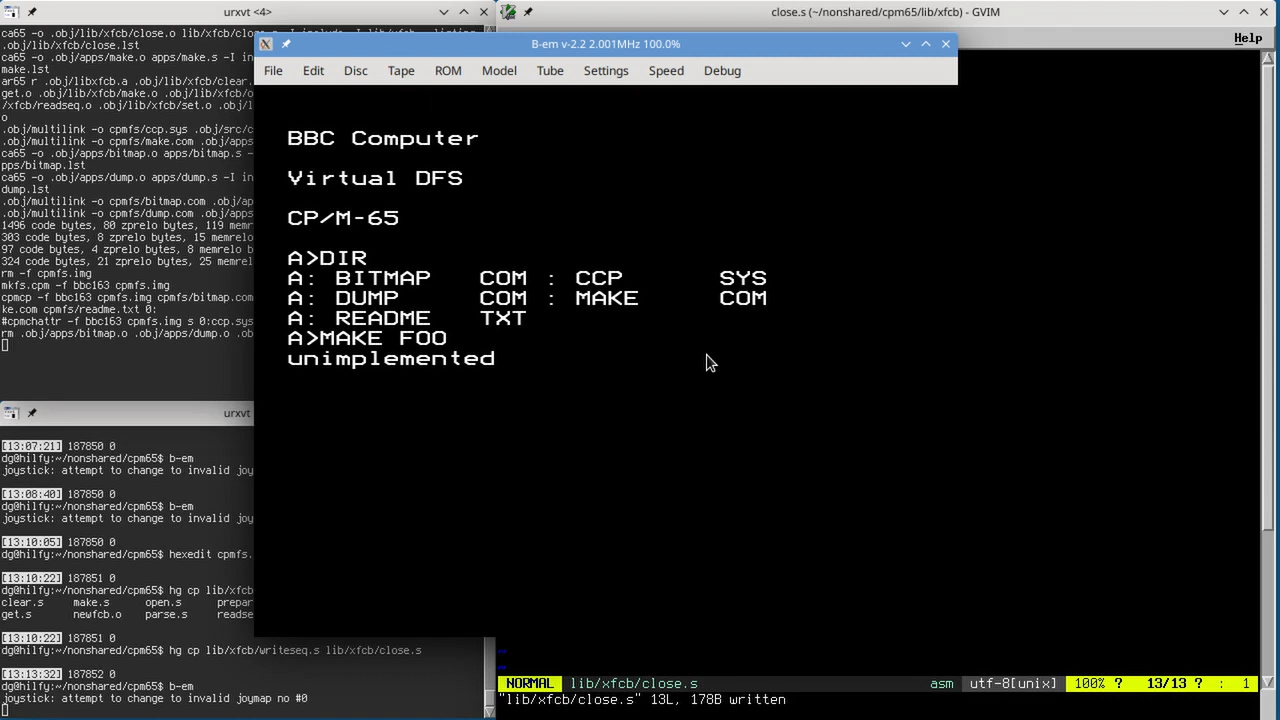 urxvt <4>
ca65 -o .obj/lib/xfcb/close.o lib/xfcb/close.s -I include -I lib/xfcb --listing
.obj/lib/xfcb/close.lst
ca65 -o .obj/apps/make.o apps/make.s -I in
make.lst
ar65 r .obj/libxfcb.a .obj/lib/xfcb/clear.
get.o .obj/lib/xfcb/make.o .obj/lib/xfcb/n
/xfcb/readseq.o .obj/lib/xfcb/set.o .obj/l
o
.obj/multilink -o cpmfs/ccp.sys .obj/src/c
.obj/multilink -o cpmfs/make.com .obj/apps
ca65 -o .obj/apps/bitmap.o apps/bitmap.s -
pps/bitmap.lst
ca65 -o .obj/apps/dump.o apps/dump.s -I in
dump.lst
.obj/multilink -o cpmfs/bitmap.com .obj/ap
.obj/multilink -o cpmfs/dump.com .obj/apps
1496 code bytes, 80 zprelo bytes, 119 memr
303 code bytes, 8 zprelo bytes, 15 memrelo
97 code bytes, 4 zprelo bytes, 8 memrelo b
324 code bytes, 21 zprelo bytes, 25 memrel
rm -f cpmfs.img
mkfs.cpm -f bbc163 cpmfs.img
cpmcp -f bbc163 cpmfs.img cpmfs/bitmap.com
ke.com cpmfs/readme.txt 0:
#cpmchattr -f bbc163 cpmfs.img s 0:ccp.sys
rm .obj/apps/bitmap.o .obj/apps/dump.o .ob
urxvt
[13:07:21] 187850 0
dg@hilfy:~/nonshared/cpm65$ b-em
joystick: attempt to change to invalid joy
[13:08:40] 187850 0
dg@hilfy:~/nonshared/cpm65$ b-em
joystick: attempt to change to invalid joy
[13:10:05] 187850 0
dg@hilfy:~/nonshared/cpm65$ hexedit cpmfs.
[13:10:22] 187851 0
dg@hilfy:~/nonshared/cpm65$ hg cp lib/xfcb
clear.s make.s open.s prepar
get.s newfcb.o parse.s readse
[13:10:22] 187851 0
dg@hilfy:~/nonshared/cpm65$ hg cp lib/xfcb/writeseq.s lib/xfcb/close.s
[13:13:32] 187852 0
dg@hilfy:~/nonshared/cpm65$ b-em
joystick: attempt to change to invalid joymap no #0
B-em v-2.2 2.001MHz 100.0%
File Edit Disc Tape ROM Model Tube Settings Speed Debug
BBC Computer
Virtual DFS
CP/M-65
A>DIR
A: BITMAP COM : CCP SYS
A: DUMP COM : MAKE COM
A: README TXT
A>MAKE FOO
unimplemented
close.s (~/nonshared/cpm65/lib/xfcb) - GVIM
Help
~
~
NORMAL lib/xfcb/close.s asm utf-8[unix] 100% ? 13/13 ? : 1
"lib/xfcb/close.s" 13L, 178B written